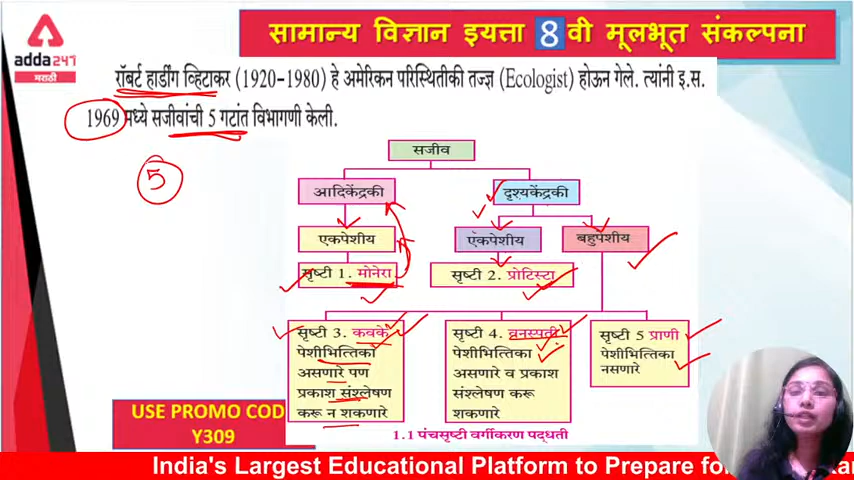 सामान्य विज्ञान इयत्ता 8 वी मूलभूत संकल्पना
adda247
मराठी
रॉबर्ट हार्डींग व्हिटाकर (1920-1980) हे अमेरिकन परिस्थितीकी तज्ज्ञ (Ecologist) होऊन गेले. त्यांनी इ.स.
1969 मध्ये सजीवांची 5 गटांत विभागणी केली.
5
सजीव
आदिकेंद्रकी
दृश्यकेंद्रकी
एकपेशीय
एकपेशीय
बहुपेशीय
सृष्टी 1. मोनेरा
सृष्टी 2. प्रोटिस्टा
सृष्टी 3. कवके
पेशीभित्तिका
असणारे पण
प्रकाश संश्लेषण
करू न शकणारे
सृष्टी 4. वनस्पती
पेशीभित्तिका
असणारे व प्रकाश
संश्लेषण करू
शकणारे
सृष्टी 5 प्राणी
पेशीभित्तिका
नसणारे
1.1 पंचसृष्टी वर्गीकरण पद्धती
USE PROMO COD
Y309
India's Largest Educational Platform to Prepare fo